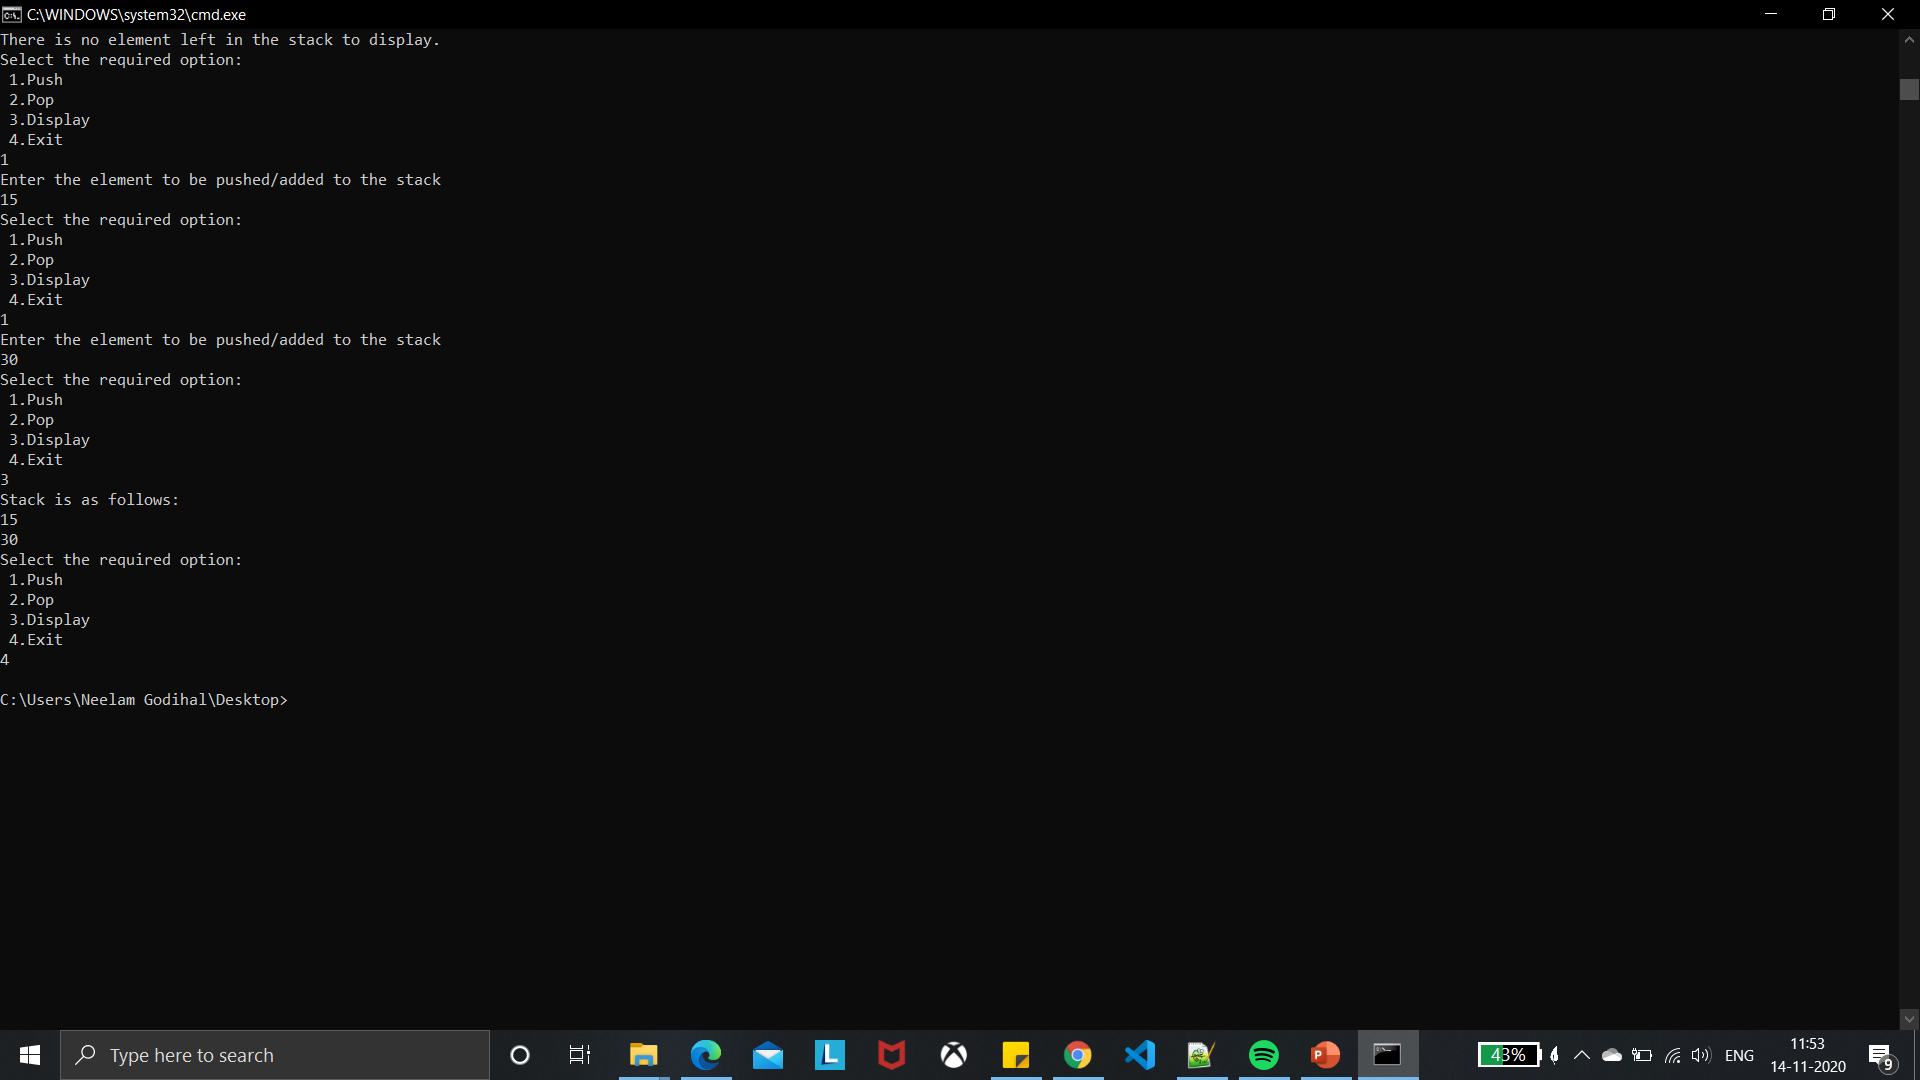 C:\WINDOWS\system32\cmd.exe
There is no element left in the stack to display.
Select the required option:
1.Push
2.Pop
3.Display
4.Exit
1
Enter the element to be pushed/added to the stack
15
Select the required option:
1.Push
2.Pop
3.Display
4.Exit
1
Enter the element to be pushed/added to the stack
30
Select the required option:
1.Push
2.Pop
3.Display
4.Exit
3
Stack is as follows:
15
30
Select the required option:
1.Push
2.Pop
3.Display
4.Exit
4
C:\Users\Neelam Godihal\Desktop>
Type here to search
43%
ENG
11:53
14-11-2020
9